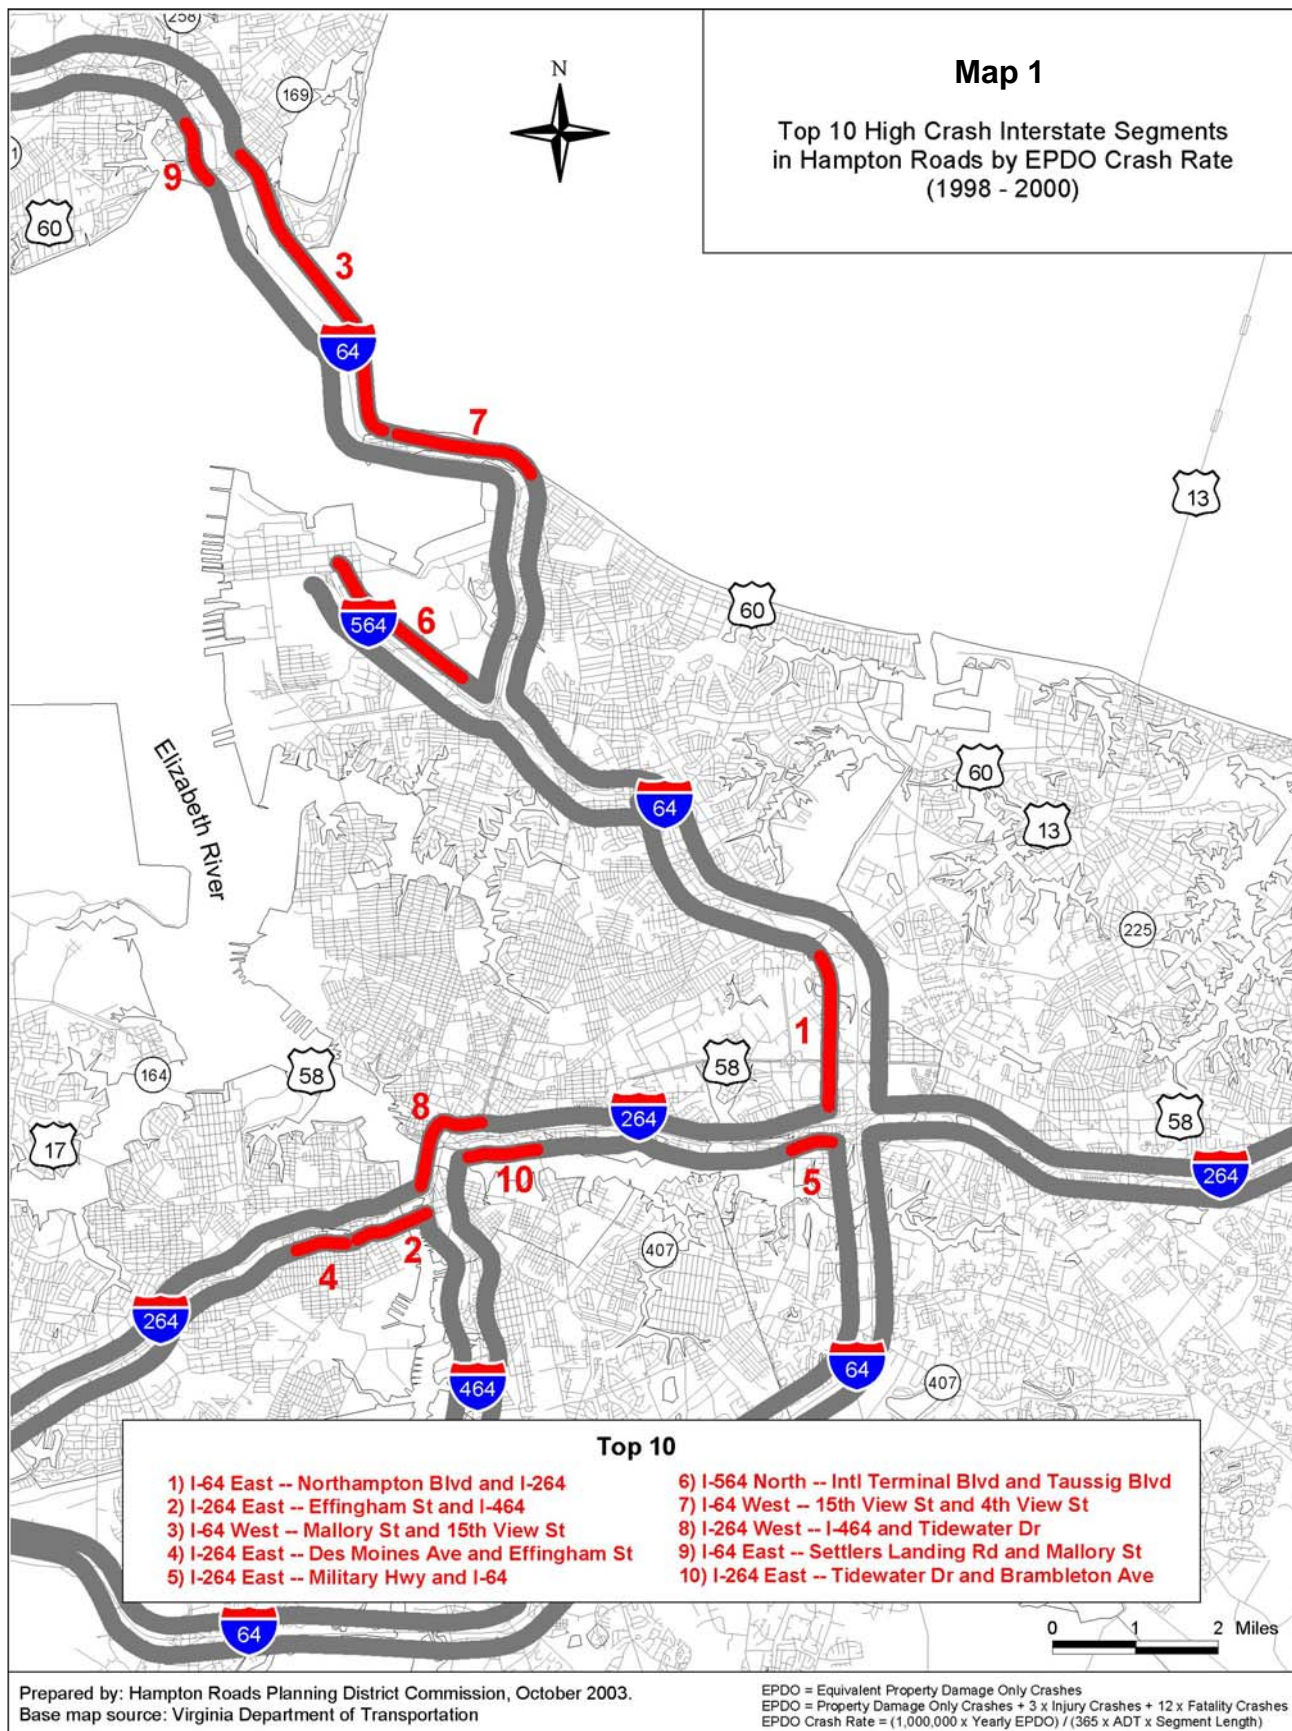 Map 1
Top 10 High Crash Interstate Segments
in Hampton Roads by EPDO Crash Rate
(1998 - 2000)
258
N
169
9
60
3
64
7
13
60
564
6
Elizabeth River
64
60
13
225
1
164
58
58
8
264
17
58
10
5
264
2
407
4
264
64
464
407
Top 10
1) I-64 East -- Northampton Blvd and I-264
2) I-264 East -- Effingham St and I-464
3) I-64 West -- Mallory St and 15th View St
4) I-264 East -- Des Moines Ave and Effingham St
5) I-264 East -- Military Hwy and I-64
6) I-564 North -- Intl Terminal Blvd and Taussig Blvd
7) I-64 West -- 15th View St and 4th View St
8) I-264 West -- I-464 and Tidewater Dr
9) I-64 East -- Settlers Landing Rd and Mallory St
10) I-264 East -- Tidewater Dr and Brambleton Ave
64
0 1 2 Miles
Prepared by: Hampton Roads Planning District Commission, October 2003.
Base map source: Virginia Department of Transportation
EPDO = Equivalent Property Damage Only Crashes
EPDO = Property Damage Only Crashes + 3 x Injury Crashes + 12 x Fatality Crashes
EPDO Crash Rate = (1,000,000 x Yearly EPDO) / (365 x ADT x Segment Length)